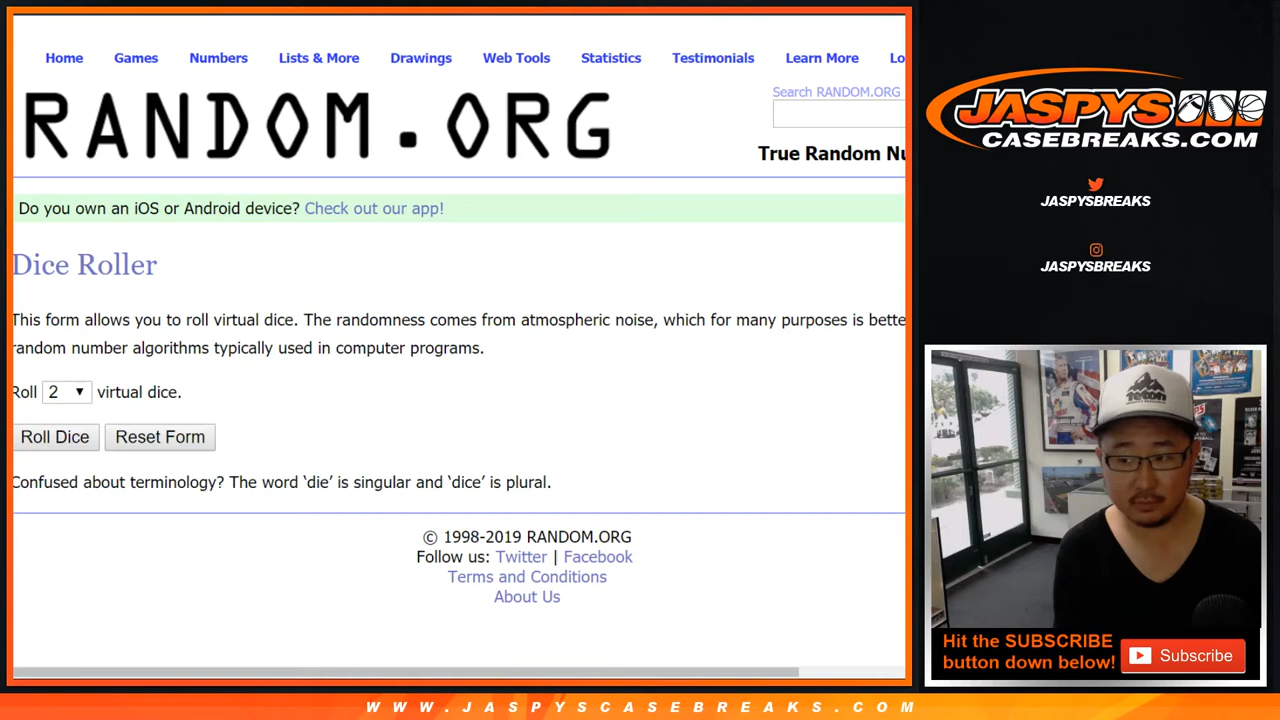 Home Games Numbers Lists & More Drawings Web Tools Statistics Testimonials Learn More Lo
Search RANDOM.ORG
RANDOM.ORG
True Random Nu
Do you own an iOS or Android device? Check out our app!
Dice Roller
This form allows you to roll virtual dice. The randomness comes from atmospheric noise, which for many purposes is bette
random number algorithms typically used in computer programs.
Roll 2 virtual dice.
Roll Dice Reset Form
Confused about terminology? The word ‘die’ is singular and ‘dice’ is plural.
© 1998-2019 RANDOM.ORG
Follow us: Twitter | Facebook
Terms and Conditions
About Us
JASPYS
CASEBREAKS.COM
JASPYSBREAKS
JASPYSBREAKS
Teton
Hit the SUBSCRIBE
button down below!
Subscribe
WWW.JASPYSCASEBREAKS.COM